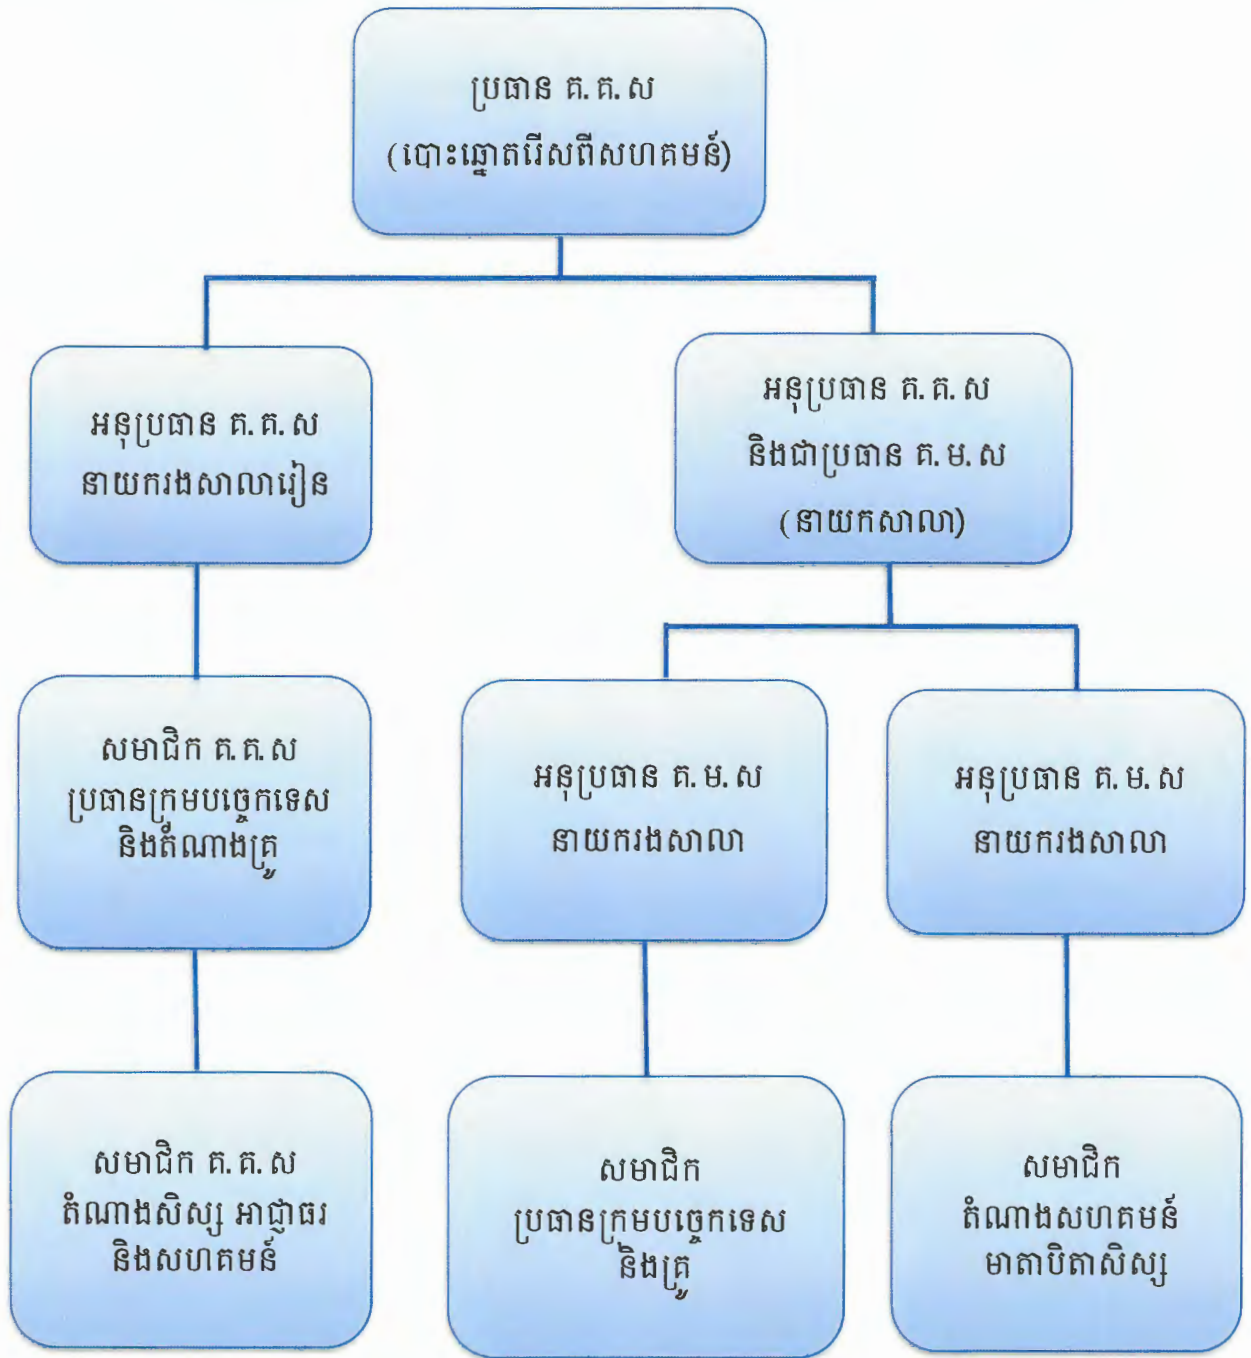 ប្រធាន គ.គ.ស
(បោះឆ្នោតរើសពីសហគមន៍)
អនុប្រធាន គ.គ.ស
នាយករងសាលារៀន
អនុប្រធាន គ.គ.ស
និងជាប្រធាន គ.ម.ស
(នាយកសាលា)
សមាជិក គ.គ.ស
ប្រធានក្រុមបច្ចេកទេស
និងតំណាងគ្រូ
អនុប្រធាន គ.ម.ស
នាយករងសាលា
អនុប្រធាន គ.ម.ស
នាយករងសាលា
សមាជិក គ.គ.ស
តំណាងសិស្ស អាជ្ញាធរ
និងសហគមន៍
សមាជិក
ប្រធានក្រុមបច្ចេកទេស
និងគ្រូ
សមាជិក
តំណាងសហគមន៍
មាតាបិតាសិស្ស